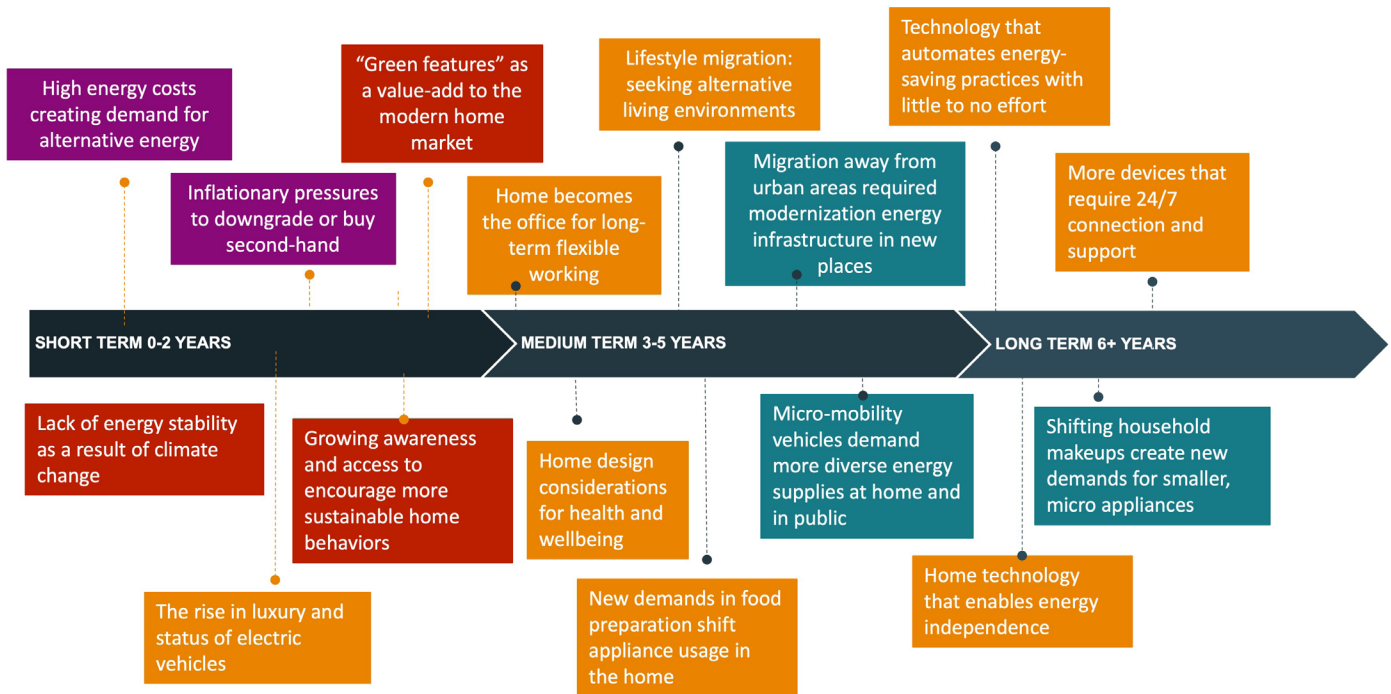 High energy costs
creating demand for
alternative energy
“Green features” as
a value-add to the
modern home
market
Lifestyle migration:
seeking alternative
living environments
Technology that
automates energy-
saving practices with
little to no effort
Inflationary pressures
to downgrade or buy
second-hand
Home becomes
the office for long-
term flexible
working
Migration away from
urban areas required
modernization energy
infrastructure in new
places
More devices that
require 24/7
connection and
support
SHORT TERM 0-2 YEARS
MEDIUM TERM 3-5 YEARS
LONG TERM 6+ YEARS
Lack of energy stability
as a result of climate
change
Growing awareness
and access to
encourage more
sustainable home
behaviors
Home design
considerations
for health and
wellbeing
Micro-mobility
vehicles demand
more diverse energy
supplies at home and
in public
Shifting household
makeups create new
demands for smaller,
micro appliances
The rise in luxury and
status of electric
vehicles
New demands in food
preparation shift
appliance usage in
the home
Home technology
that enables energy
independence